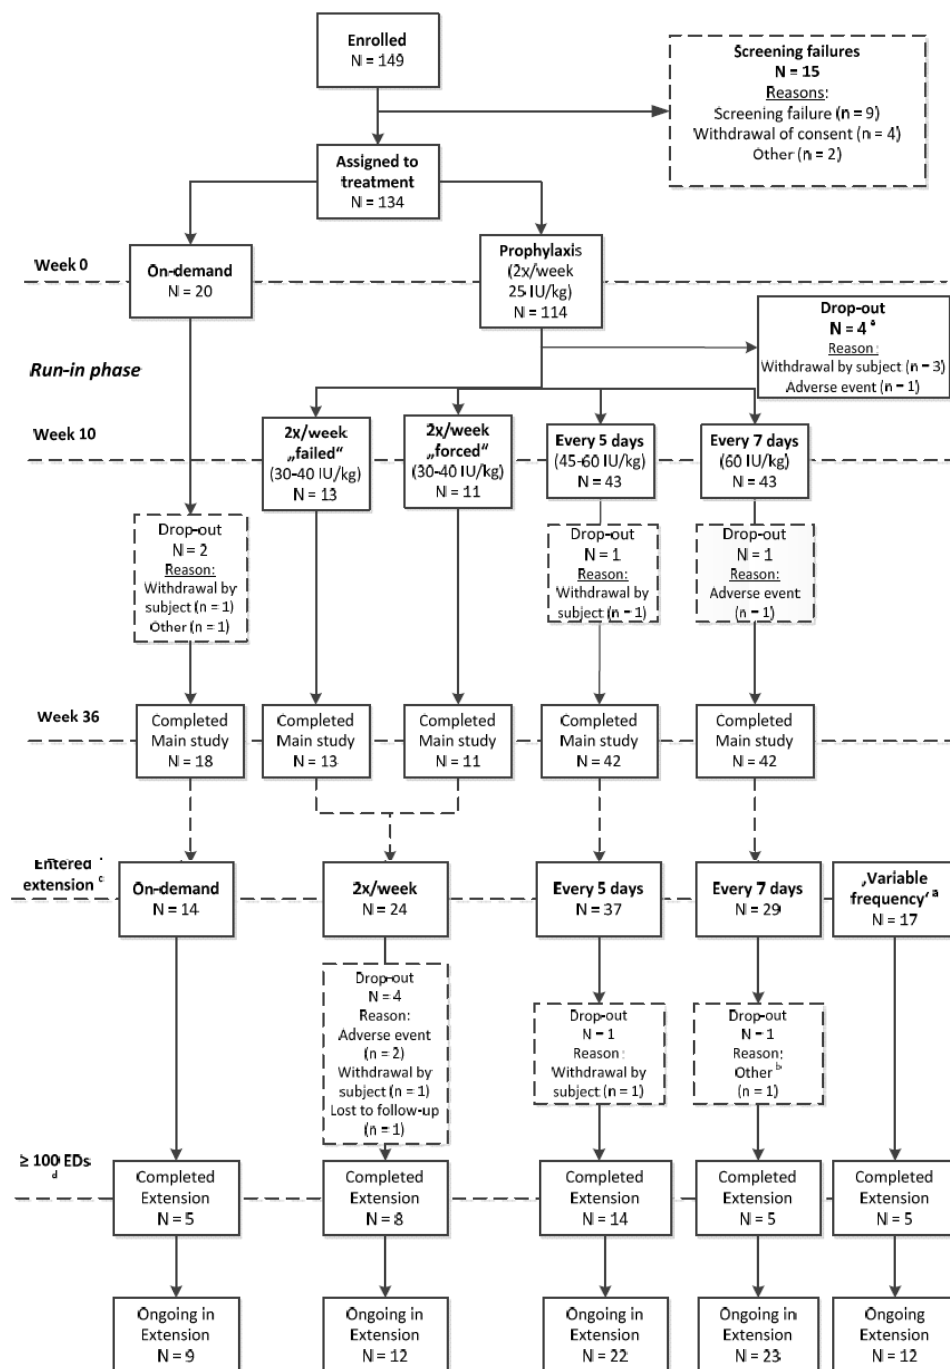 Enrolled
N = 149
Screening failures
N = 15
Reasons:
Screening failure (n = 9)
Withdrawal of consent (n = 4)
Other (n = 2)
Assigned to
treatment
N = 134
Week 0
On-demand
N = 20
Prophylaxis
(2x/week
25 IU/kg)
N = 114
Drop-out
N = 4 a
Reason:
Withdrawal by subject (n = 3)
Adverse event (n = 1)
Run-in phase
Week 10
2x/week
„failed“
(30-40 IU/kg)
N = 13
2x/week
„forced“
(30-40 IU/kg)
N = 11
Every 5 days
(45-60 IU/kg)
N = 43
Every 7 days
(60 IU/kg)
N = 43
Drop-out
N = 2
Reason:
Withdrawal by
subject (n = 1)
Other (n = 1)
Drop-out
N = 1
Reason:
Withdrawal by
subject (n = 1)
Drop-out
N = 1
Reason:
Adverse event
(n = 1)
Week 36
Completed
Main study
N = 18
Completed
Main study
N = 13
Completed
Main study
N = 11
Completed
Main study
N = 42
Completed
Main study
N = 42
Entered
extension c
On-demand
N = 14
2x/week
N = 24
Every 5 days
N = 37
Every 7 days
N = 29
„Variable
frequency‘ a
N = 17
Drop-out
N = 4
Reason:
Adverse event
(n = 2)
Withdrawal by
subject (n = 1)
Lost to follow-up
(n = 1)
Drop-out
N = 1
Reason:
Withdrawal by
subject (n = 1)
Drop-out
N = 1
Reason:
Other b
(n = 1)
≥ 100 EDs
d
Completed
Extension
N = 5
Completed
Extension
N = 8
Completed
Extension
N = 14
Completed
Extension
N = 5
Completed
Extension
N = 5
Ongoing in
Extension
N = 9
Ongoing in
Extension
N = 12
Ongoing in
Extension
N = 22
Ongoing in
Extension
N = 23
Ongoing
Extension
N = 12